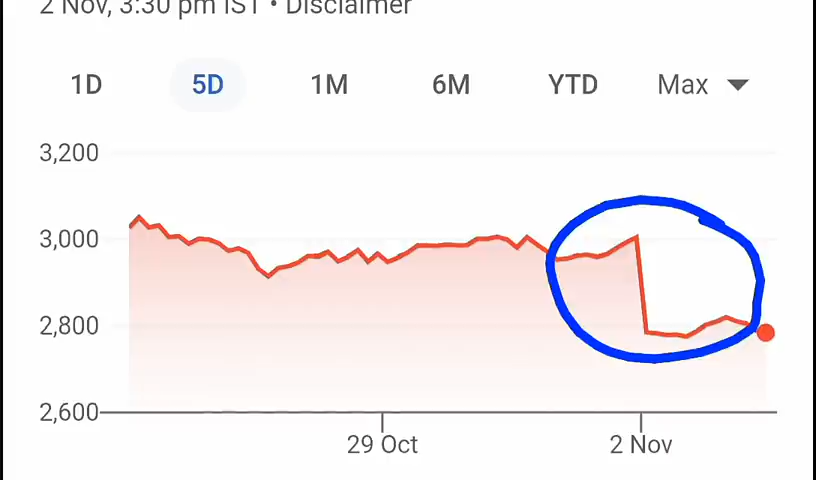 2 Nov, 3:30 pm IST • Disclaimer
1D 5D 1M 6M YTD Max
3,200
3,000
2,800
2,600
29 Oct 2 Nov